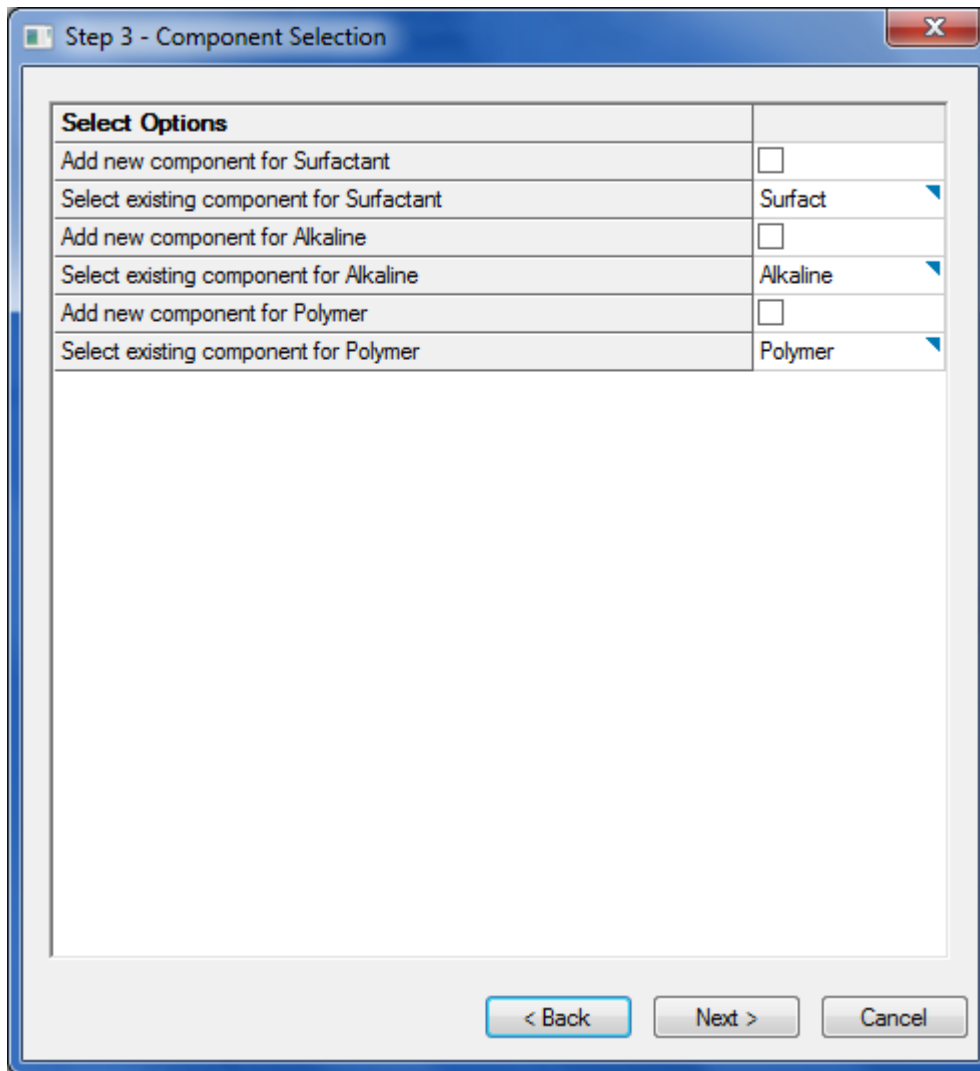 Step 3 - Component Selection
Select Options
Add new component for Surfactant
Select existing component for Surfactant Surfact
Add new component for Alkaline
Select existing component for Alkaline Alkaline
Add new component for Polymer
Select existing component for Polymer Polymer
< Back Next > Cancel